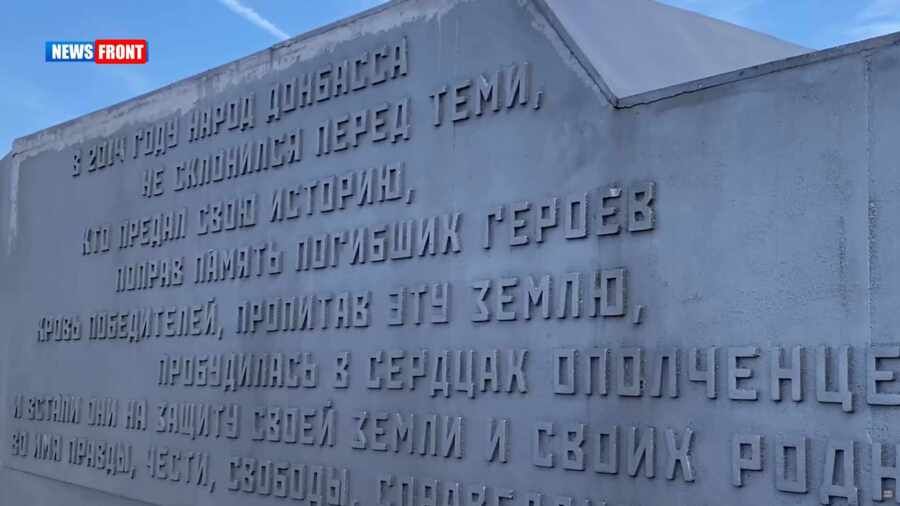 NEWS FRONT
В 2014 ГОДУ НАРОД ДОНБАССА
НЕ СКЛОНИЛСЯ ПЕРЕД ТЕМИ,
КТО ПРЕДАЛ СВОЮ ИСТОРИЮ,
ПОПРАВ ПАМЯТЬ ПОГИБШИХ ГЕРОЕВ
КРОВЬ ПОБЕДИТЕЛЕЙ, ПРОПИТАВ ЭТУ ЗЕМЛЮ,
ПРОБУДИЛАСЬ В СЕРДЦАХ ОПОЛЧЕНЦЕ
И ВСТАЛИ ОНИ НА ЗАЩИТУ СВОЕЙ ЗЕМЛИ И СВОИХ РОДН
ВО ИМЯ ПРАВДЫ, ЧЕСТИ, СВОБОДЫ,